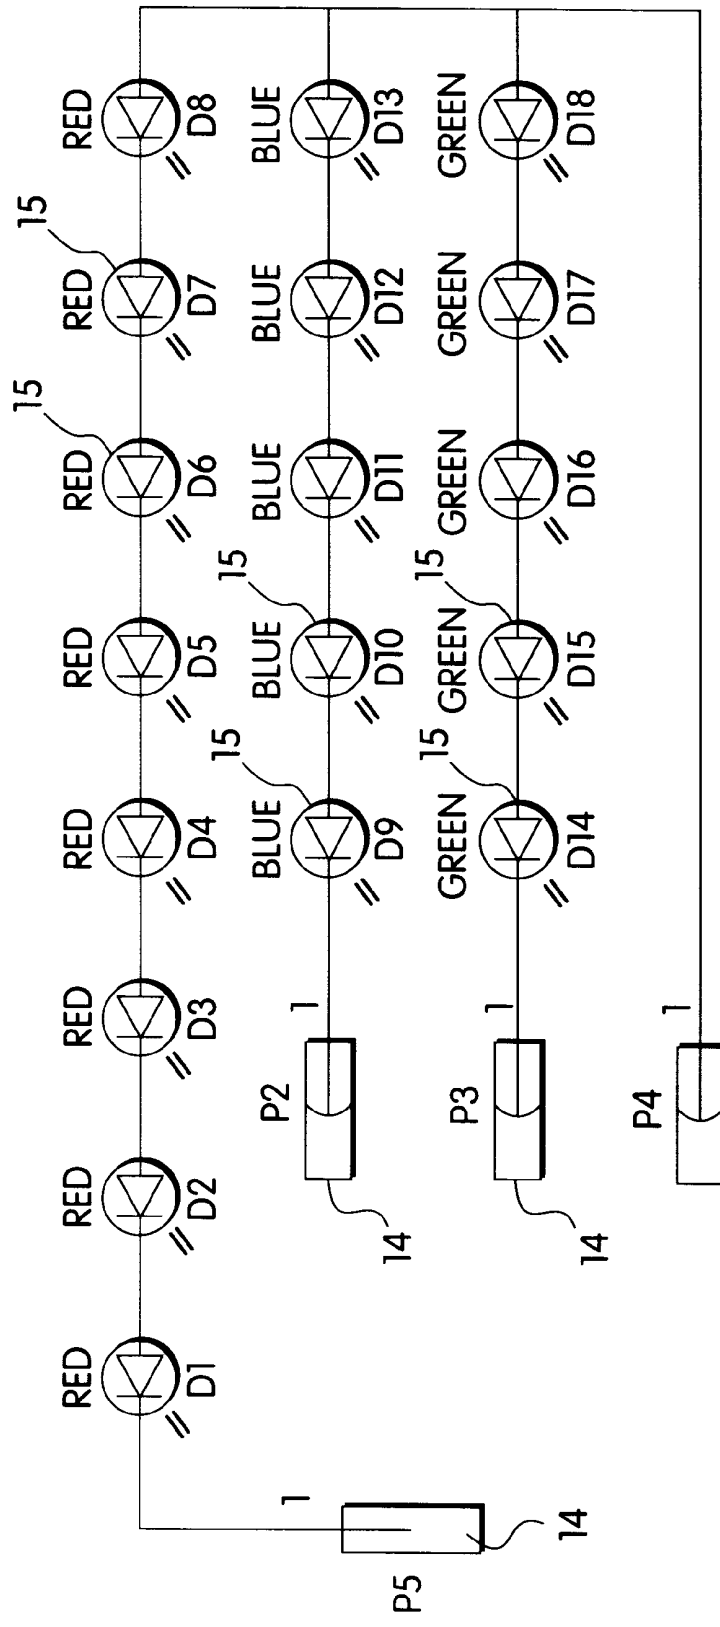 15 15
RED RED RED RED RED RED RED RED
D1 D2 D3 D4 D5 D6 D7 D8
15 15
P2 BLUE BLUE BLUE BLUE BLUE
1 1
P5 14 D9 D10 D11 D12 D13
15 15
P3 GREEN GREEN GREEN GREEN GREEN
1
14 14 D14 D15 D16 D17 D18
P4
1